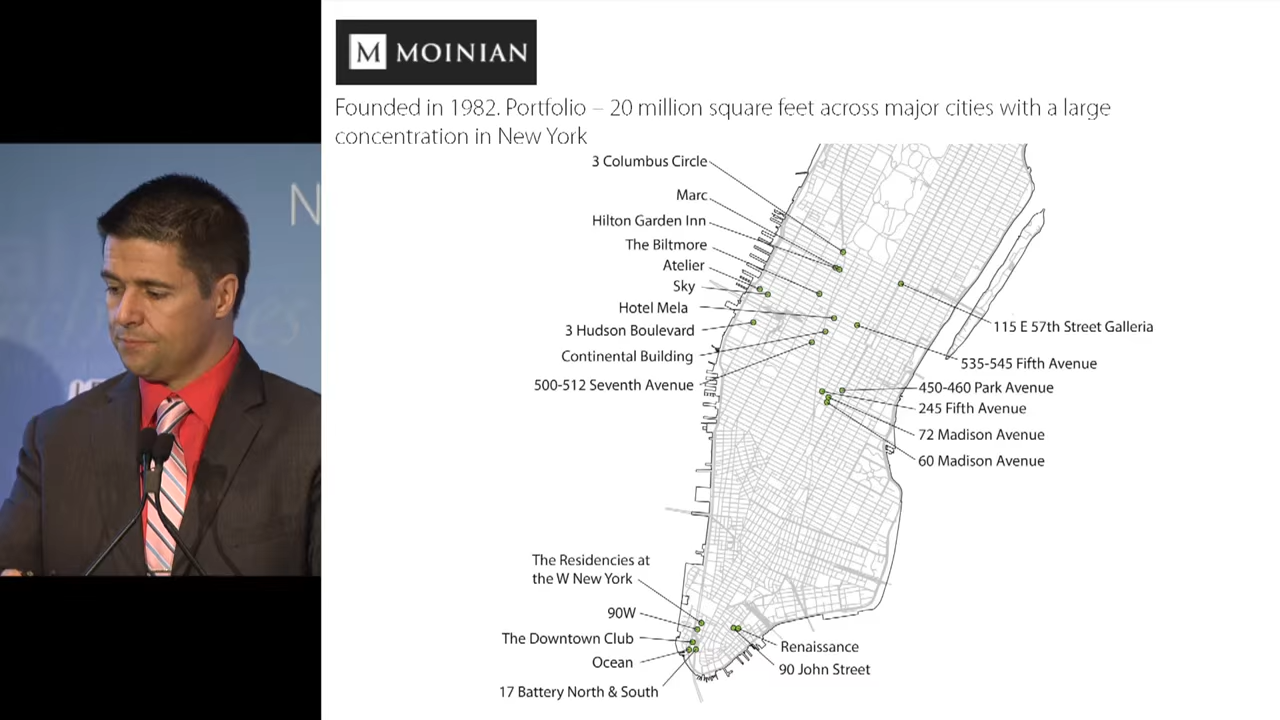 M MOINIAN
Founded in 1982. Portfolio – 20 million square feet across major cities with a large
concentration in New York
3 Columbus Circle
Marc
Hilton Garden Inn
The Biltmore
Atelier
Sky
Hotel Mela
3 Hudson Boulevard
Continental Building
500-512 Seventh Avenue
115 E 57th Street Galleria
535-545 Fifth Avenue
450-460 Park Avenue
245 Fifth Avenue
72 Madison Avenue
60 Madison Avenue
The Residencies at
the W New York
90W
The Downtown Club
Ocean
17 Battery North & South
Renaissance
90 John Street
N